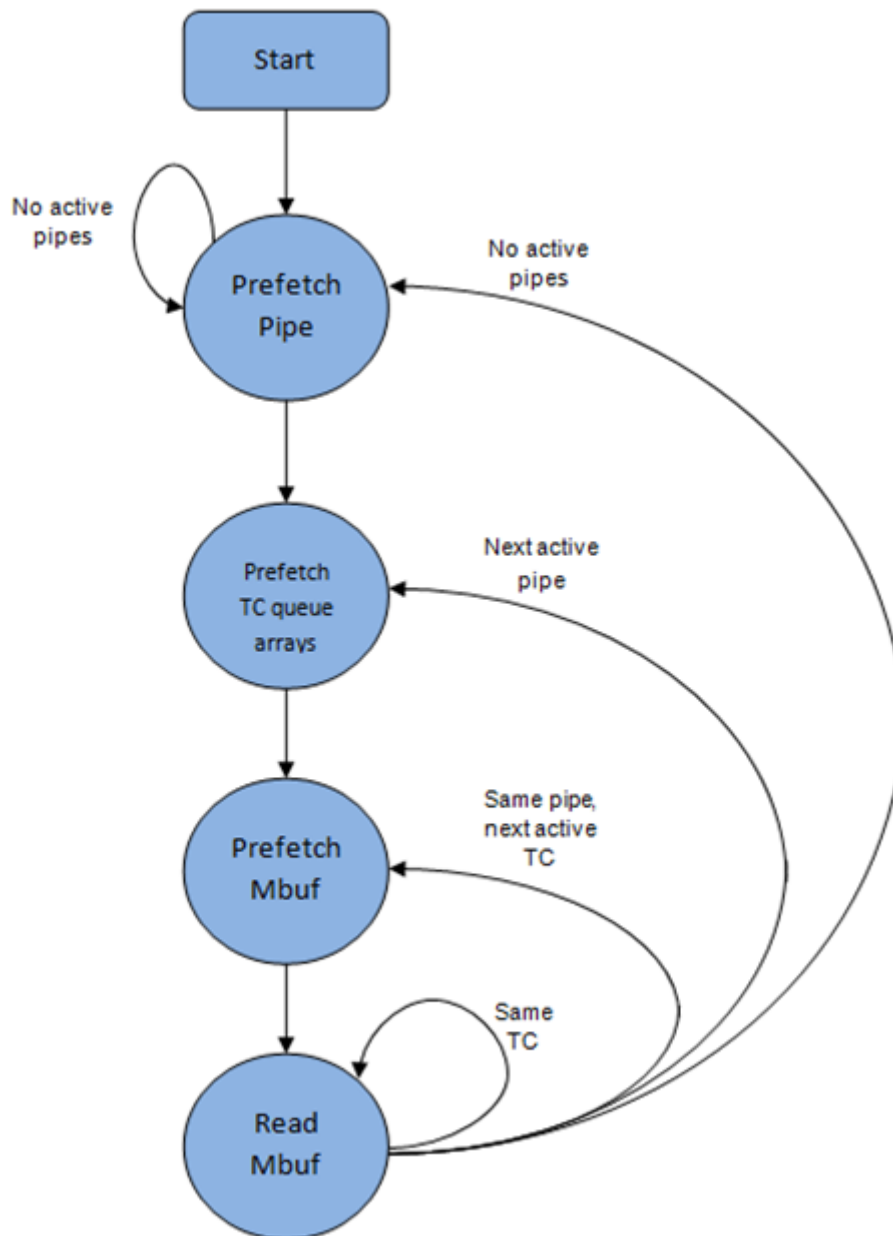 Start
No active
pipes
No active
pipes
Prefetch
Pipe
Next active
pipe
Prefetch
TC queue
arrays
Same pipe,
next active
TC
Prefetch
Mbuf
Same
TC
Read
Mbuf